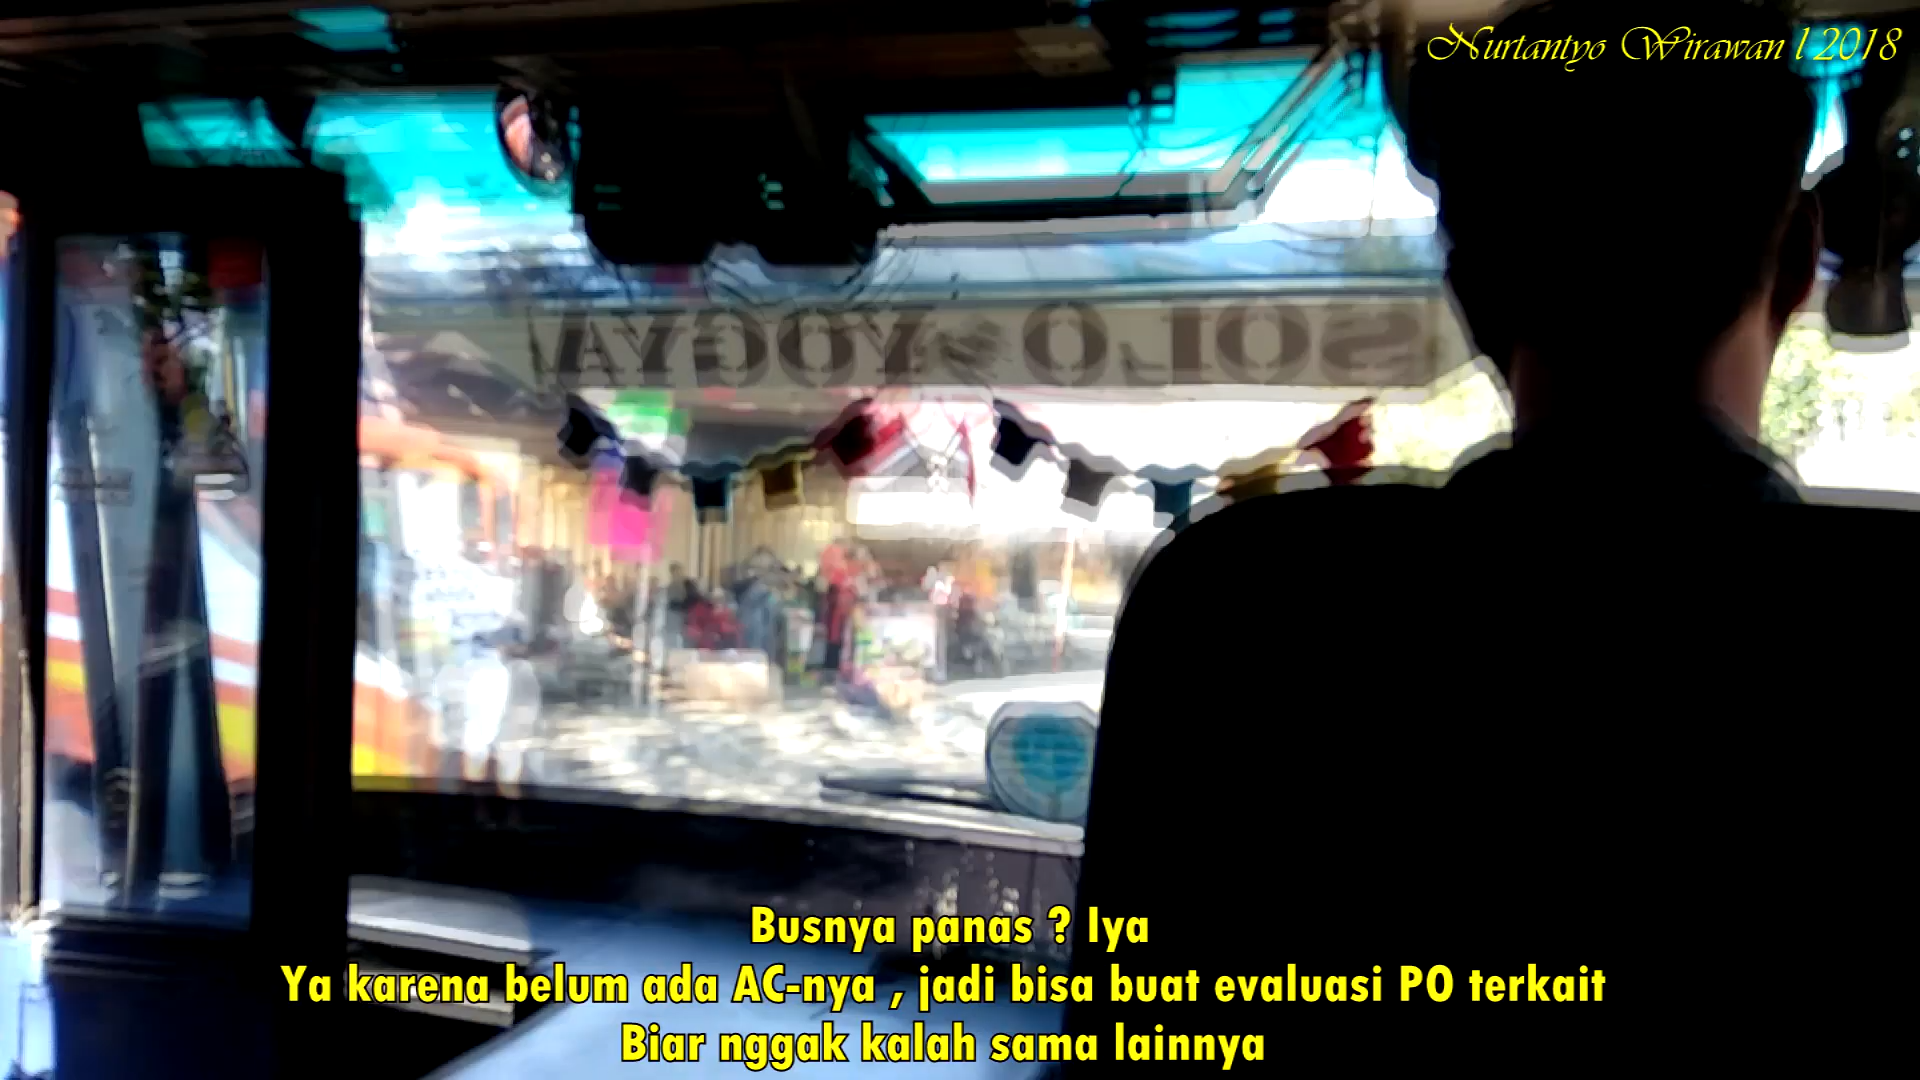 Nurtantyo Wirawan l 2018
SOLO - YOGYA
Busnya panas ? Iya
Ya karena belum ada AC-nya , jadi bisa buat evaluasi PO terkait
Biar nggak kalah sama lainnya